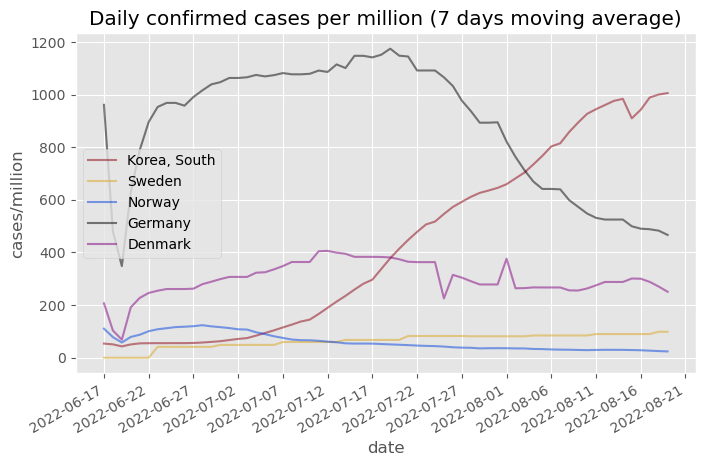 Daily confirmed cases per million (7 days moving average)
1200
1000
800
600
400
200
0
cases/million
Korea, South
Sweden
Norway
Germany
Denmark
2022-06-17
2022-06-22
2022-06-27
2022-07-02
2022-07-07
2022-07-12
2022-07-17
2022-07-22
2022-07-27
2022-08-01
2022-08-06
2022-08-11
2022-08-16
2022-08-21
date